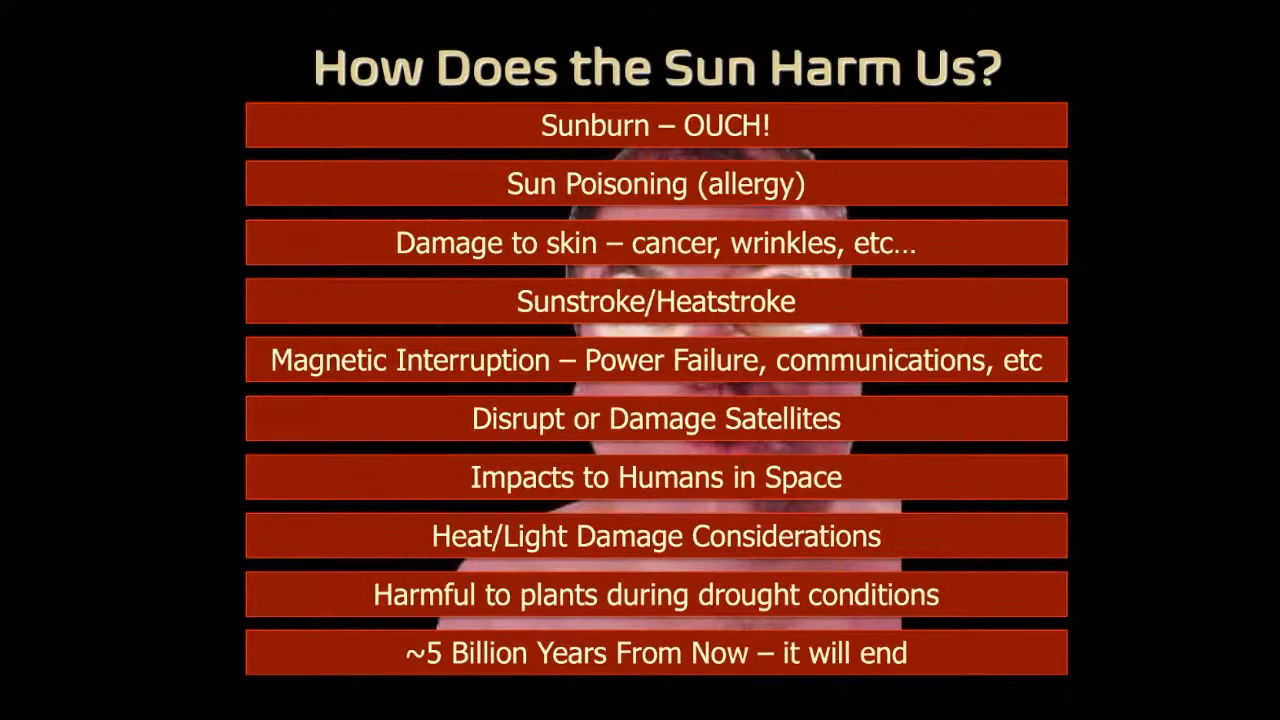 How Does the Sun Harm Us?
Sunburn – OUCH!
Sun Poisoning (allergy)
Damage to skin – cancer, wrinkles, etc…
Sunstroke/Heatstroke
Magnetic Interruption – Power Failure, communications, etc
Disrupt or Damage Satellites
Impacts to Humans in Space
Heat/Light Damage Considerations
Harmful to plants during drought conditions
~5 Billion Years From Now – it will end